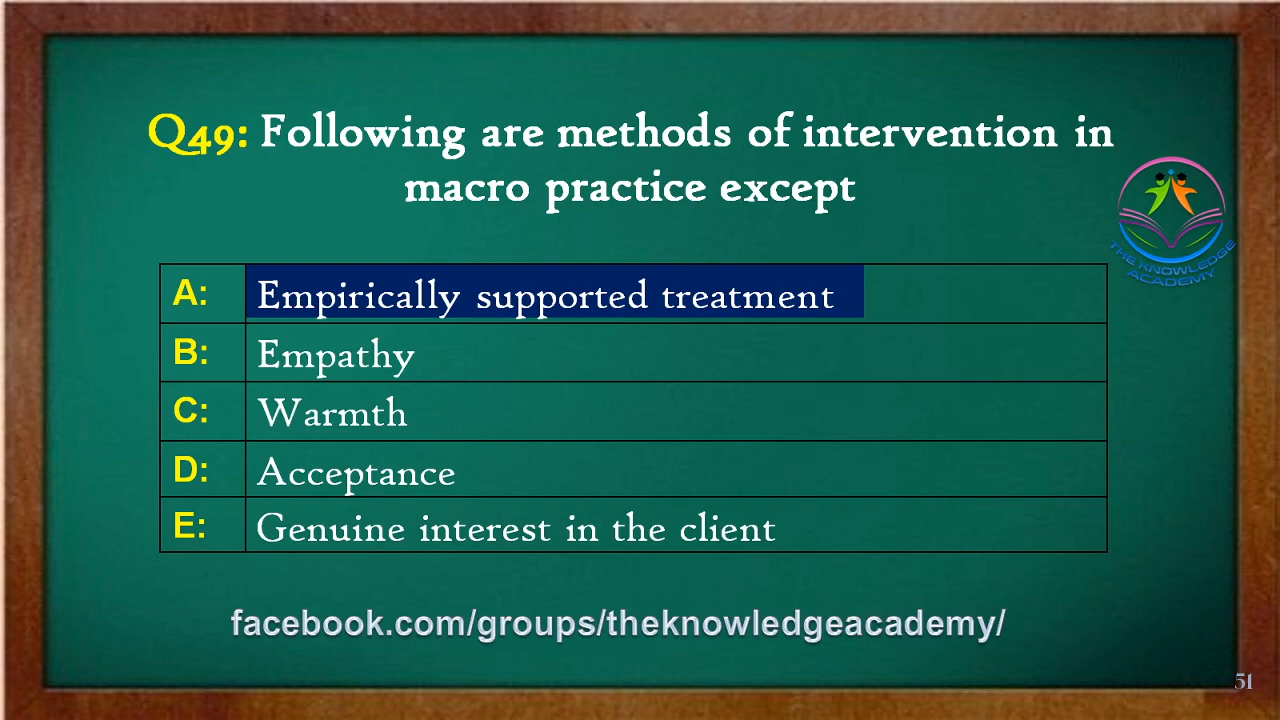 Q49: Following are methods of intervention in
macro practice except
THE KNOWLEDGE
ACADEMY
A: Empirically supported treatment
B: Empathy
C: Warmth
D: Acceptance
E: Genuine interest in the client
facebook.com/groups/theknowledgeacademy/
51